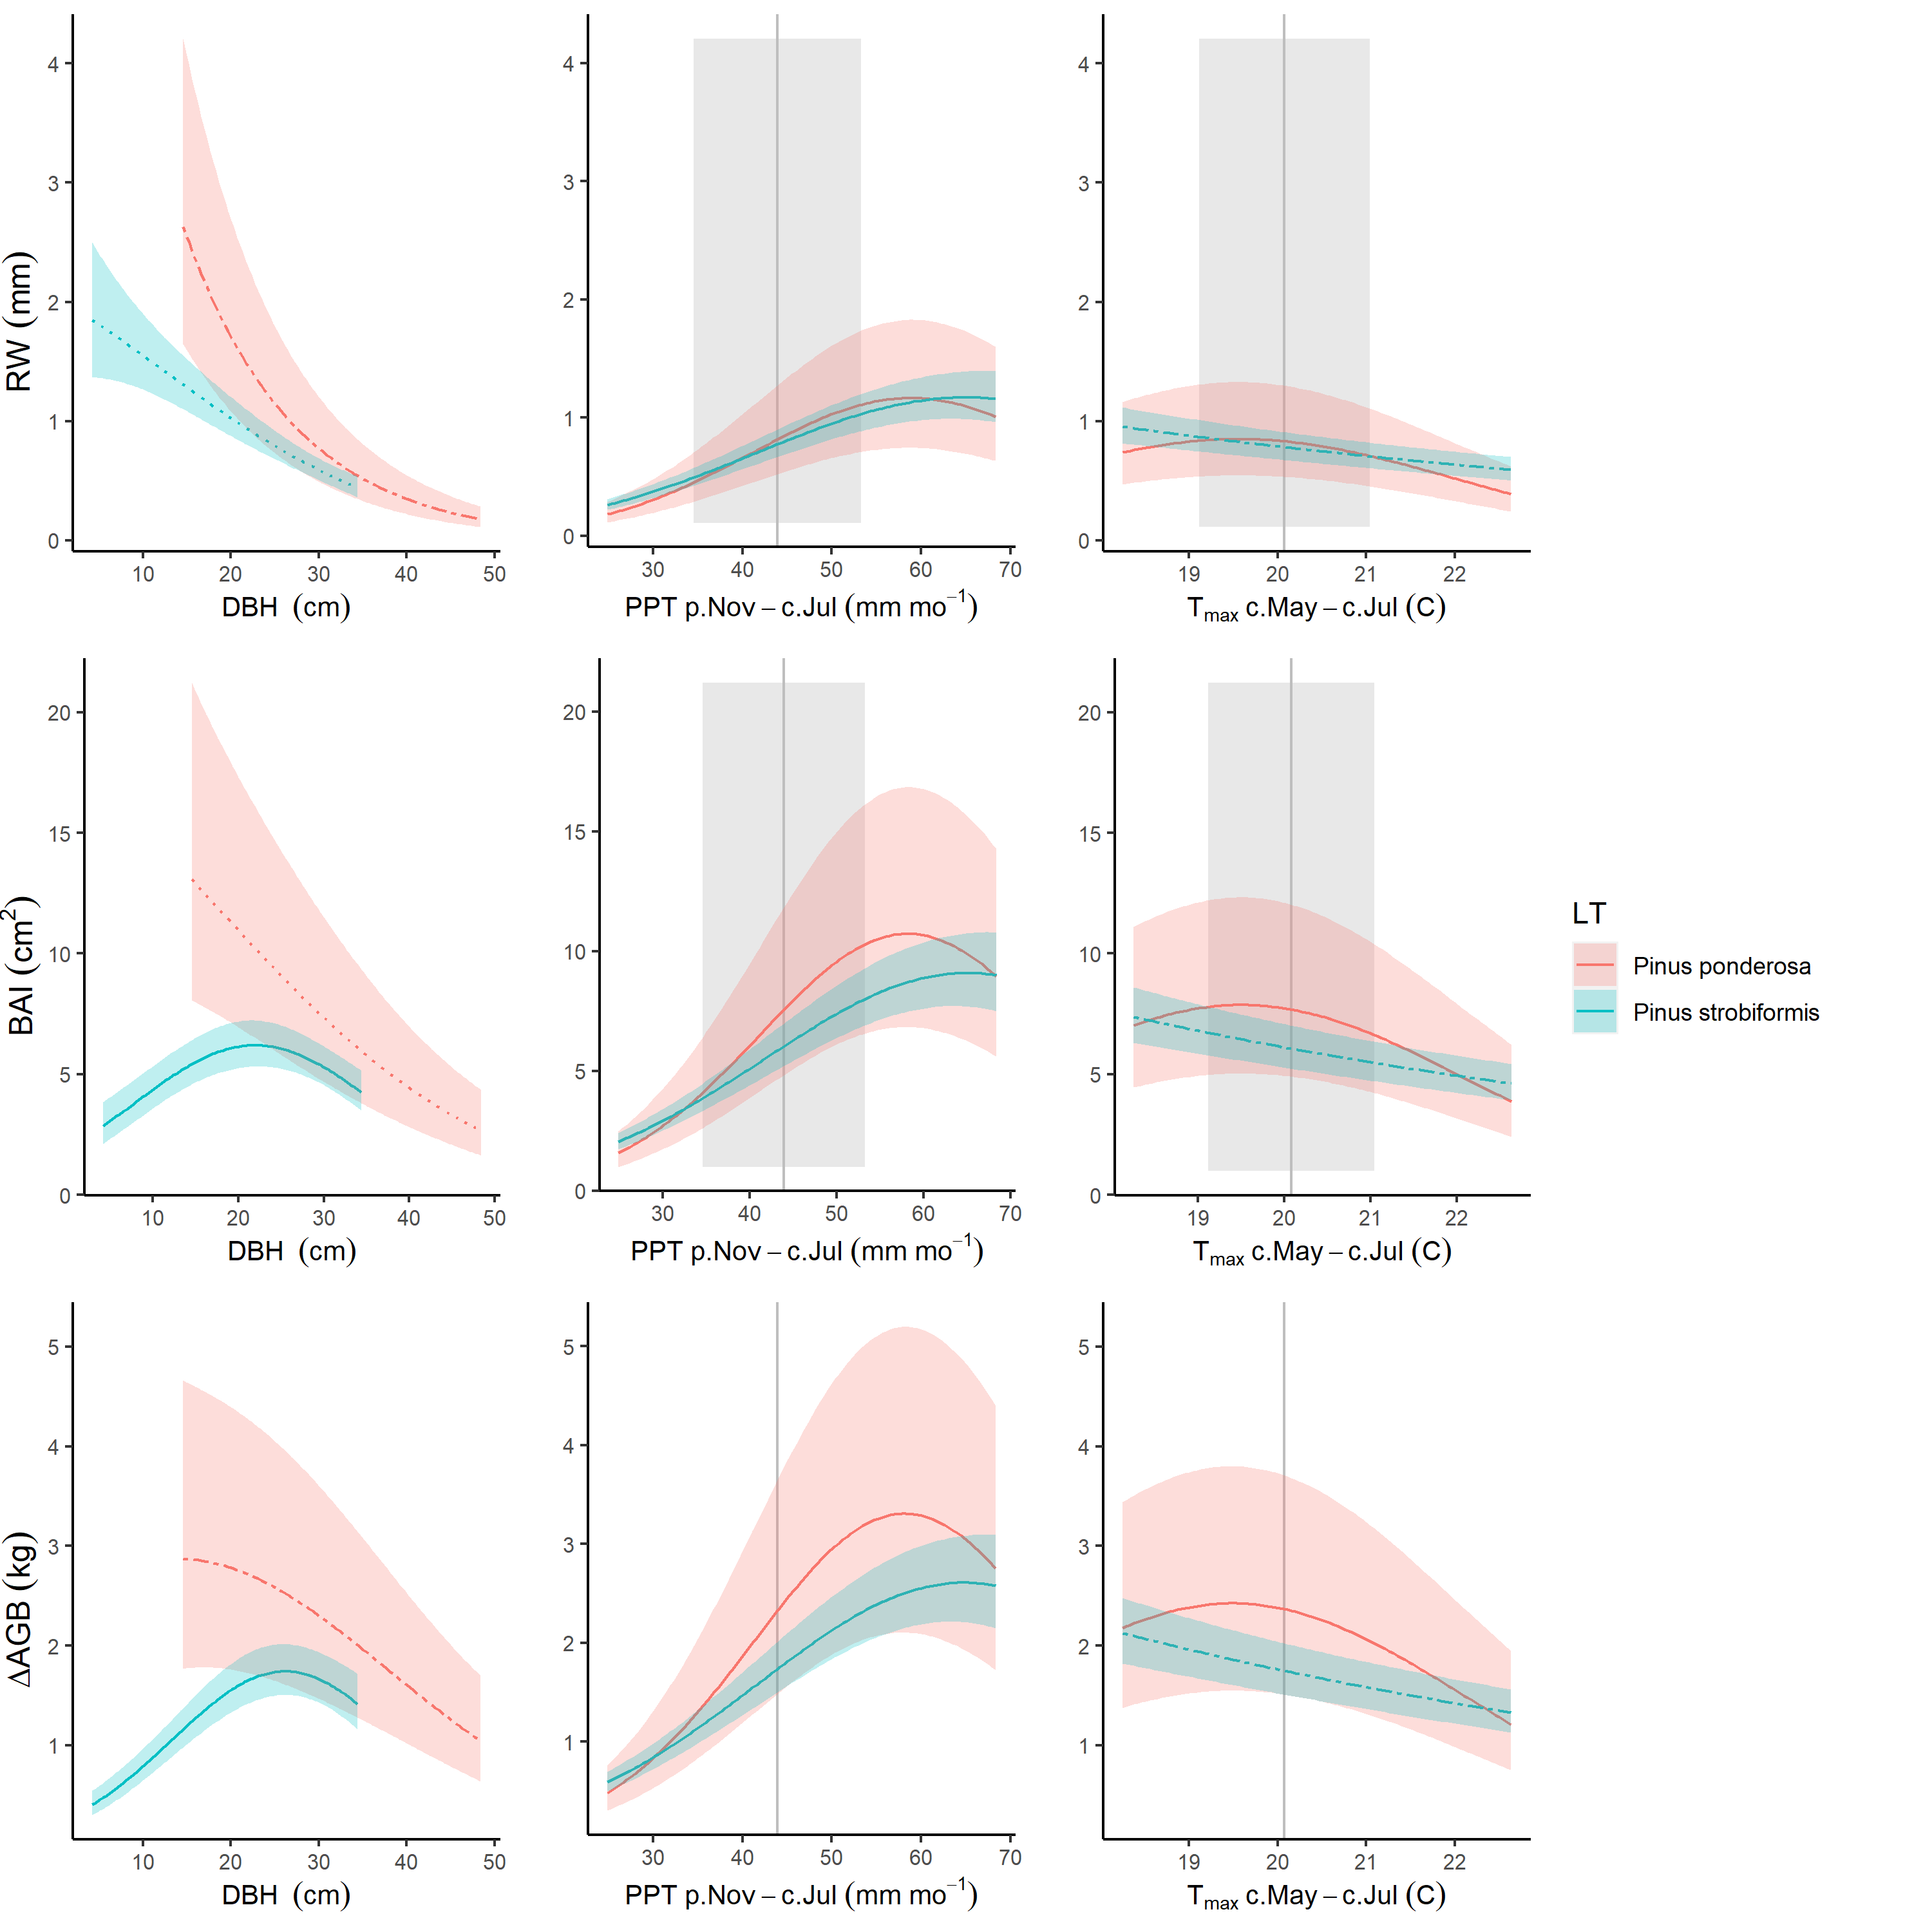 RW (mm)
4
3
2
1
0
10 20 30 40 50
DBH (cm)
4
3
2
1
0
30 40 50 60 70
PPT p.Nov – c.Jul (mm mo⁻¹)
4
3
2
1
0
19 20 21 22
Tmax c.May – c.Jul (C)
BAI (cm²)
20
15
10
5
0
10 20 30 40 50
DBH (cm)
20
15
10
5
0
30 40 50 60 70
PPT p.Nov – c.Jul (mm mo⁻¹)
20
15
10
5
0
19 20 21 22
Tmax c.May – c.Jul (C)
LT
Pinus ponderosa
Pinus strobiformis
ΔAGB (kg)
5
4
3
2
1
10 20 30 40 50
DBH (cm)
5
4
3
2
1
30 40 50 60 70
PPT p.Nov – c.Jul (mm mo⁻¹)
5
4
3
2
1
19 20 21 22
Tmax c.May – c.Jul (C)